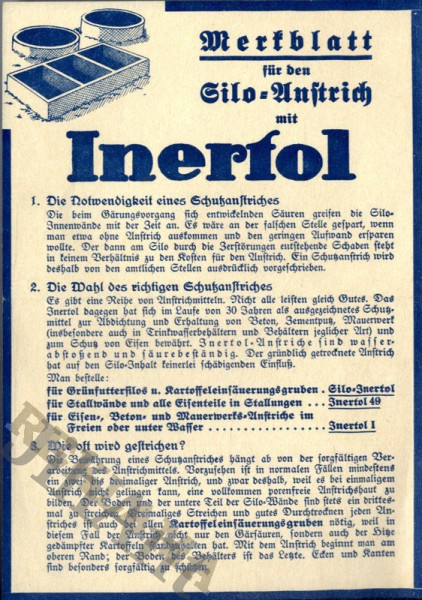 Merkblatt
für den
Silo-Anstrich
mit
Inertol
1. Die Notwendigkeit eines Schutzanstriches
Die beim Gärungsvorgang sich entwickelnden Säuren greifen die Silo-
Innenwände mit der Zeit an. Es wäre an der falschen Stelle gespart, wenn
man etwa ohne Anstrich auskommen und den geringen Aufwand ersparen
wollte. Der dann am Silo durch die Zerstörungen entstehende Schaden steht
in keinem Verhältnis zu den Kosten für den Anstrich. Ein Schutzanstrich wird
deshalb von den amtlichen Stellen ausdrücklich vorgeschrieben.
2. Die Wahl des richtigen Schutzanstriches
Es gibt eine Reihe von Anstrichmitteln. Nicht alle leisten gleich Gutes. Das
Inertol dagegen hat sich im Laufe von 30 Jahren als ausgezeichnetes Schutz-
mittel zur Abdichtung und Erhaltung von Beton, Zementputz, Mauerwerk
(insbesondere auch in Trinkwasserbehältern und Behältern jeglicher Art) und
zum Schutz von Eisen bewährt. Inertol-Anstriche sind wasser-
abstoßend und säurebeständig. Der gründlich getrocknete Anstrich
hat auf den Silo-Inhalt keinerlei schädigenden Einfluß.
Man bestelle:
für Grünfuttersilos u. Kartoffeleinsäuerungsgruben . Silo-Inertol
für Stallwände und alle Eisenteile in Stallungen . . . Inertol 49
für Eisen-, Beton- und Mauerwerks-Anstriche im
Freien oder unter Wasser . . . . . . . . . . . Inertol I
3. Wie oft wird gestrichen?
Die Bewährung eines Schutzanstriches hängt ab von der sorgfältigen Ver-
arbeitung des Anstrichmittels. Vorzusehen ist in normalen Fällen mindestens
ein zweimaliger Anstrich, und zwar deshalb, weil es bei einmaligem
Anstrich nicht gelingen kann, eine vollkommen porenfreie Anstrichhaut zu
bilden. Der Boden und der untere Teil der Silo-Wände sind stets ein drittes-
mal zu streichen. Dreimaliges Streichen und gutes Durchtrocknen jeden An-
striches ist auch in allen Kartoffeleinsäuerungsgruben nötig, weil in
diesem Fall der Anstrich nicht nur den Gärsäuren, sondern auch der Hitze
gedämpfter Kartoffeln standzuhalten hat. Mit dem Anstrich beginnt man am
oberen Rand; der Boden des Behälters ist das Letzte. Ecken und Kanten
sind besonders sorgfältig zu schützen.